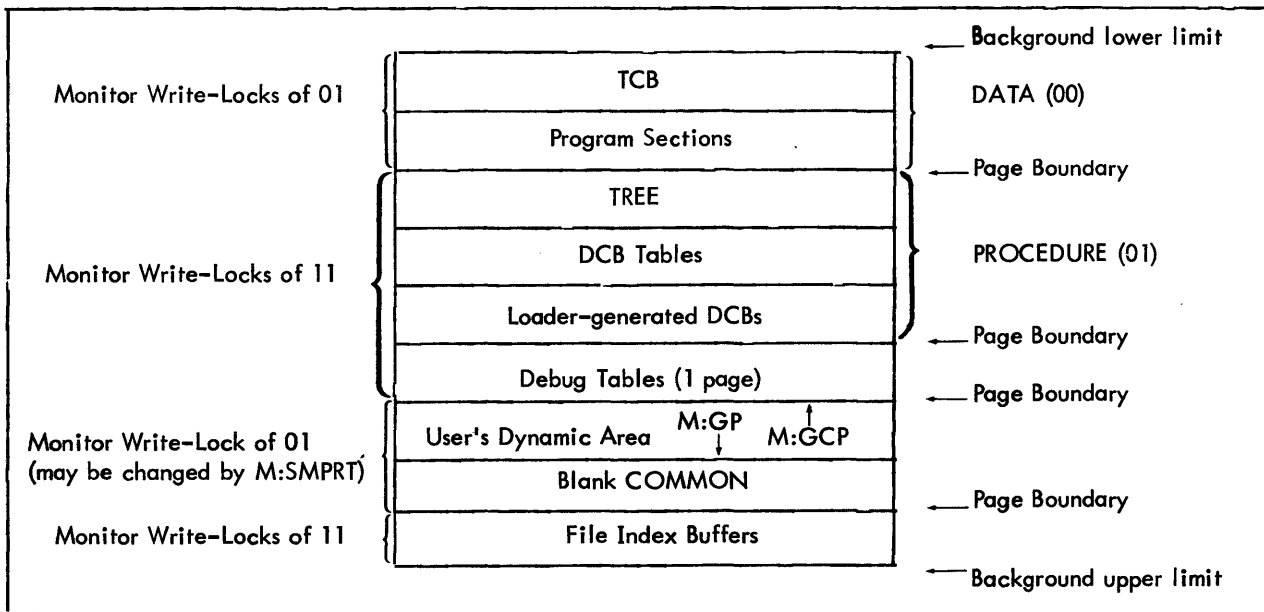 Background lower limit
Monitor Write-Locks of 01
TCB
DATA (00)
Program Sections
Page Boundary
TREE
Monitor Write-Locks of 11
DCB Tables
PROCEDURE (01)
Loader-generated DCBs
Page Boundary
Debug Tables (1 page)
Page Boundary
Monitor Write-Lock of 01
(may be changed by M:SMPRT)
User's Dynamic Area
M:GP
M:GCP
Blank COMMON
Page Boundary
Monitor Write-Locks of 11
File Index Buffers
Background upper limit